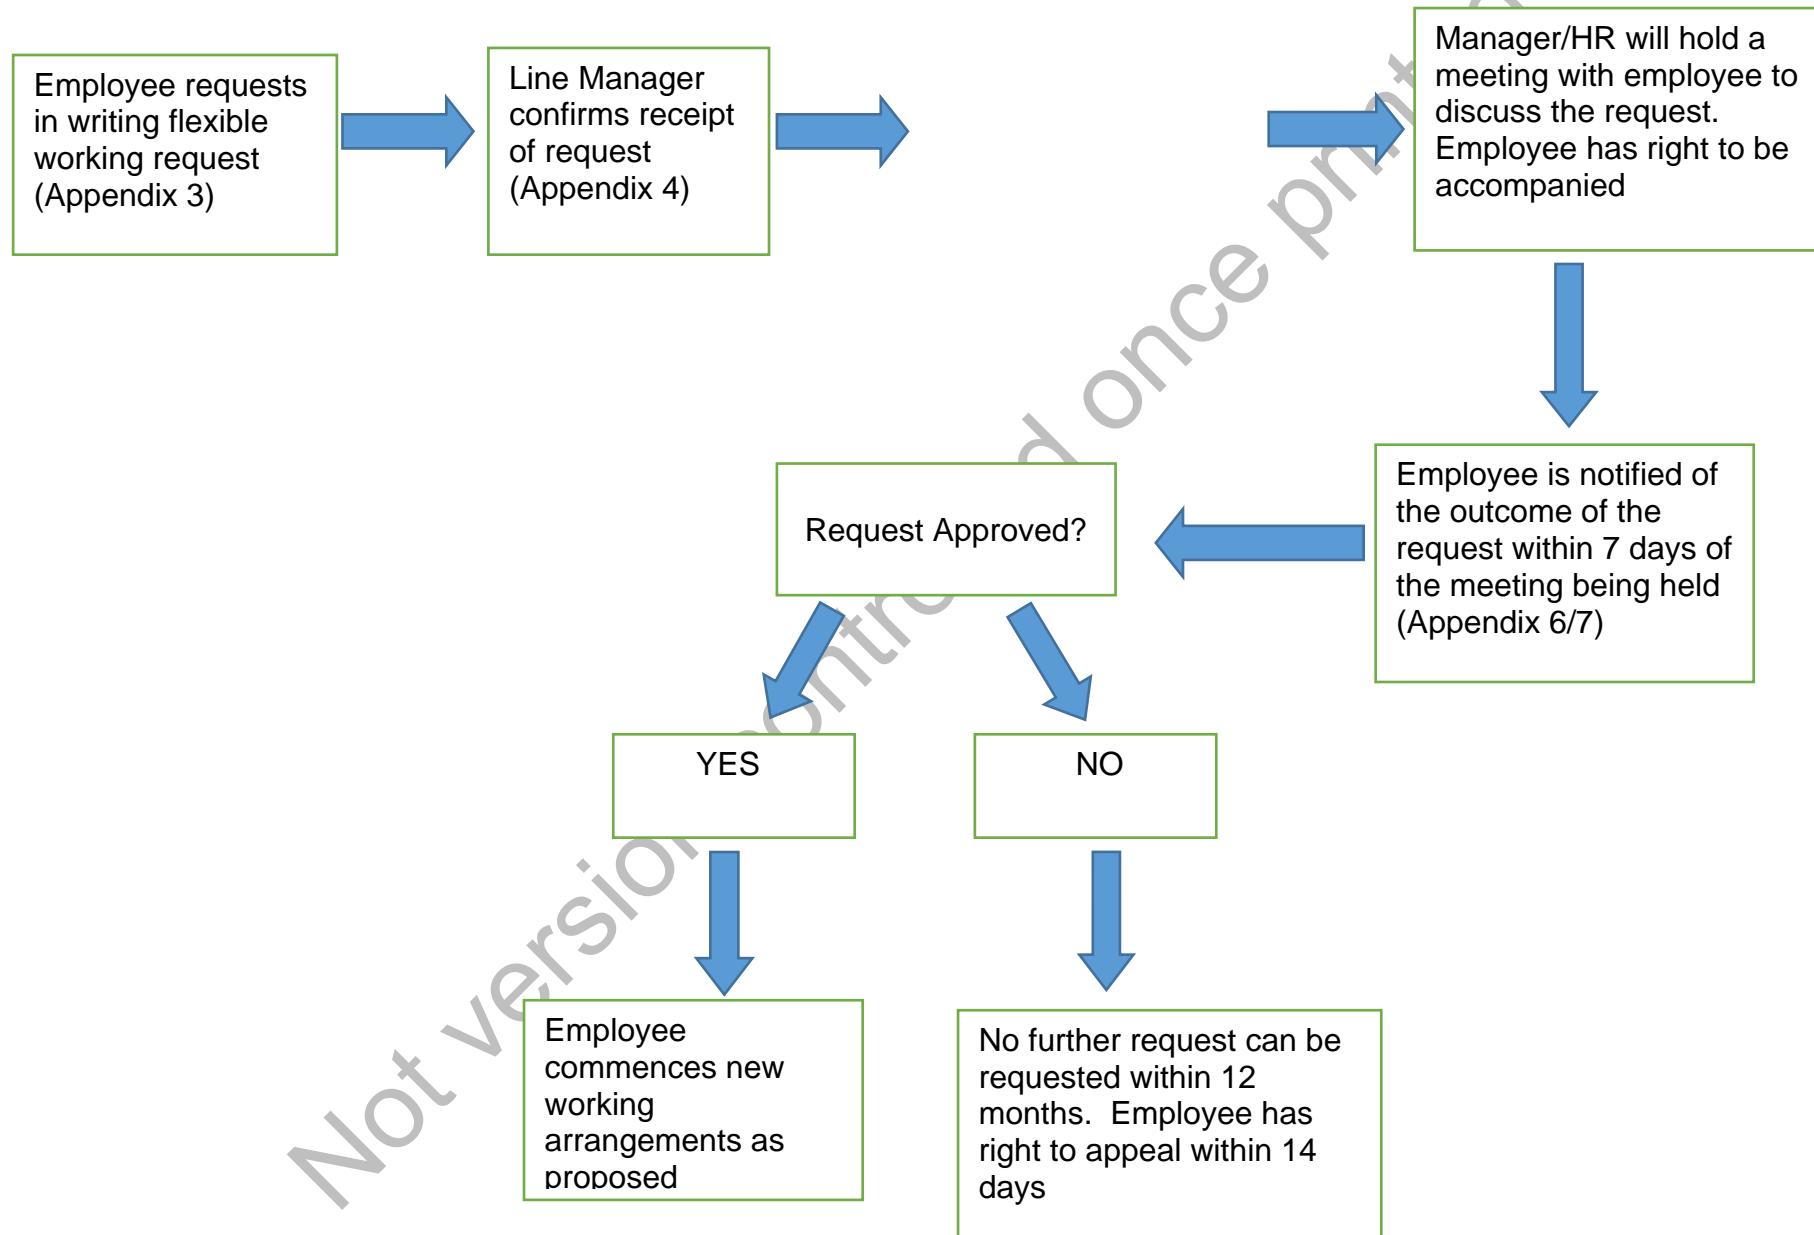 Employee requests
in writing flexible
working request
(Appendix 3)
Line Manager
confirms receipt
of request
(Appendix 4)
Manager/HR will hold a
meeting with employee to
discuss the request.
Employee has right to be
accompanied
Employee is notified of
the outcome of the
request within 7 days of
the meeting being held
(Appendix 6/7)
Request Approved?
YES
NO
Employee
commences new
working
arrangements as
proposed
No further request can be
requested within 12
months.  Employee has
right to appeal within 14
days
Not version once